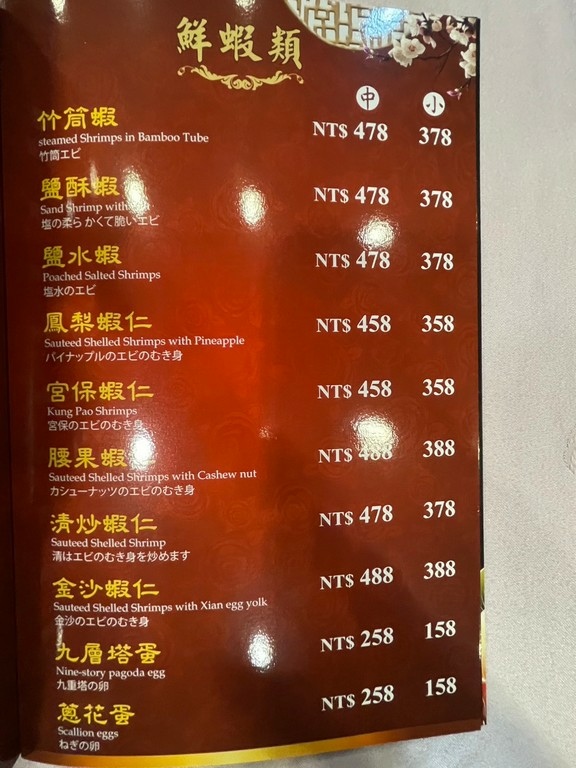 鮮蝦類
中 小
竹筒蝦 NT$ 478 378
steamed Shrimps in Bamboo Tube
竹筒エビ
鹽酥蝦 NT$ 478 378
Sand Shrimp with
塩の柔らかくて脆いエビ
鹽水蝦 NT$ 478 378
Poached Salted Shrimps
塩水のエビ
鳳梨蝦仁 NT$ 458 358
Sauteed Shelled Shrimps with Pineapple
パイナップルのエビのむき身
宮保蝦仁 NT$ 458 358
Kung Pao Shrimps
宮保のエビのむき身
腰果蝦仁 NT$ 488 388
Sauteed Shelled Shrimps with Cashew nut
カシューナッツのエビのむき身
清炒蝦仁 NT$ 478 378
Sauteed Shelled Shrimp
清はエビのむき身を炒めます
金沙蝦仁 NT$ 488 388
Sauteed Shelled Shrimps with Xian egg yolk
金沙のエビのむき身
九層塔蛋 NT$ 258 158
Nine-story pagoda egg
九重塔の卵
蔥花蛋 NT$ 258 158
Scallion eggs
ねぎの卵